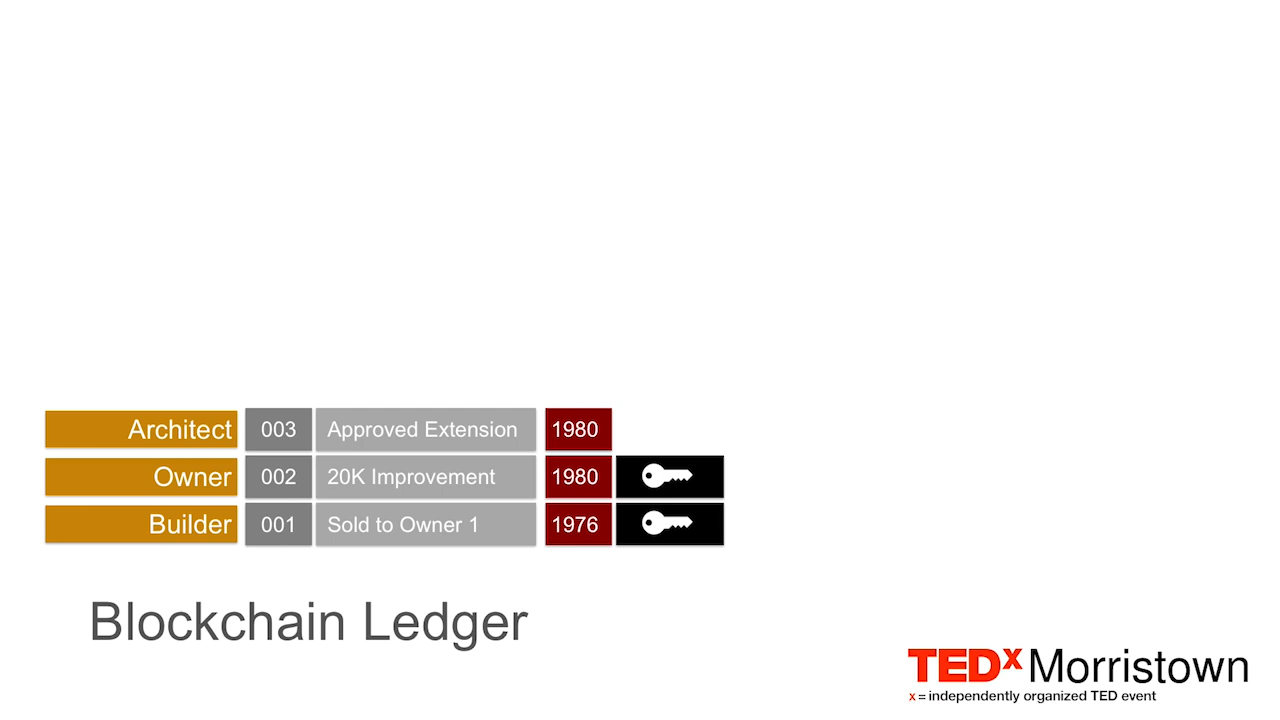 Architect 003 Approved Extension 1980
Owner 002 20K Improvement 1980
Builder 001 Sold to Owner 1 1976
Blockchain Ledger
TEDx Morristown
x = independently organized TED event